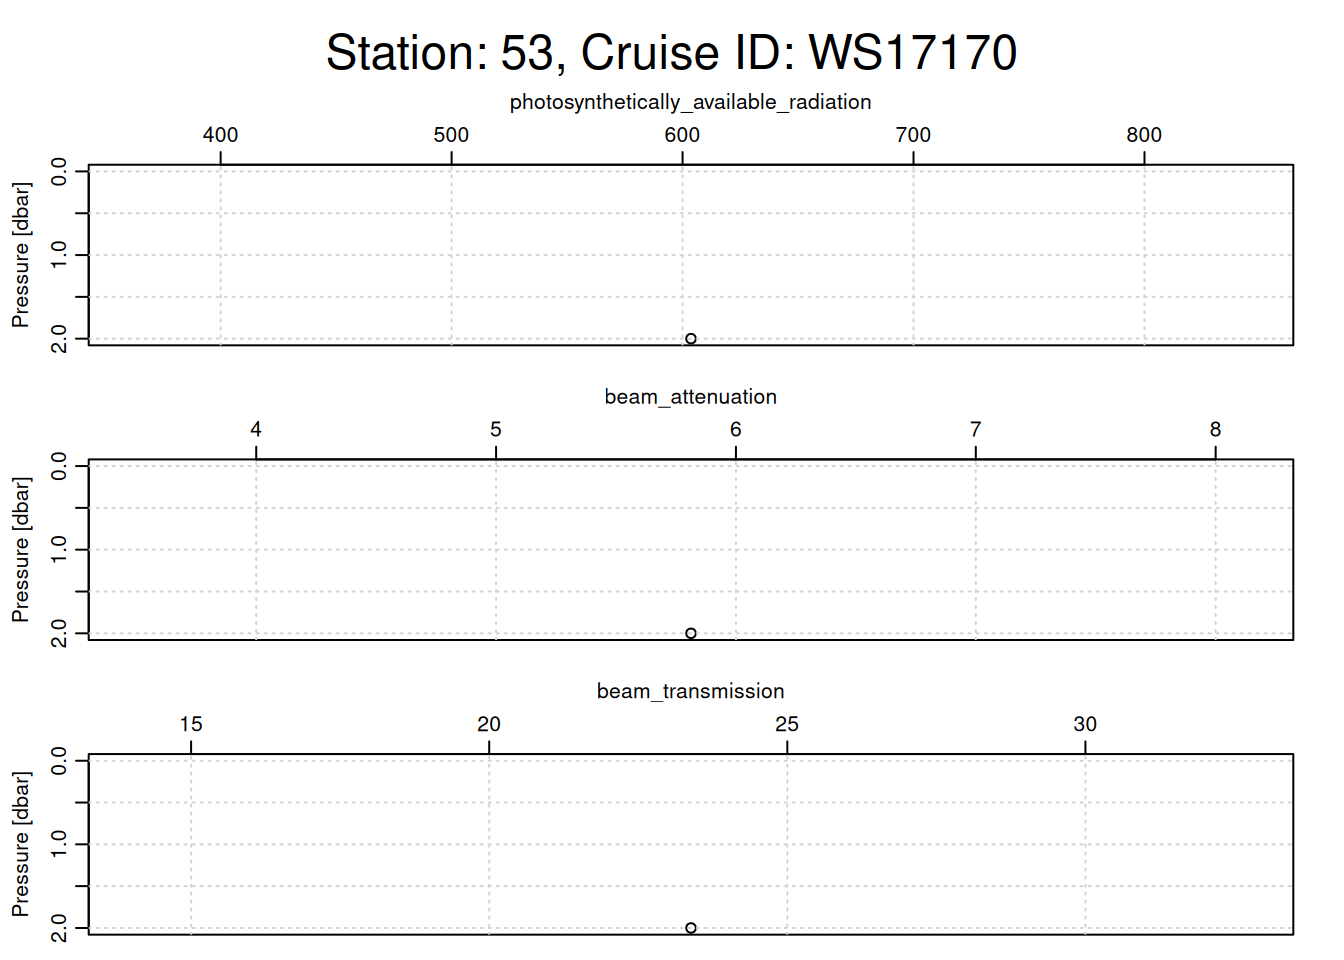 Station: 53, Cruise ID: WS17170
photosynthetically_available_radiation
400 500 600 700 800
Pressure [dbar]
0.0
1.0
2.0
beam_attenuation
4 5 6 7 8
Pressure [dbar]
0.0
1.0
2.0
beam_transmission
15 20 25 30
Pressure [dbar]
0.0
1.0
2.0